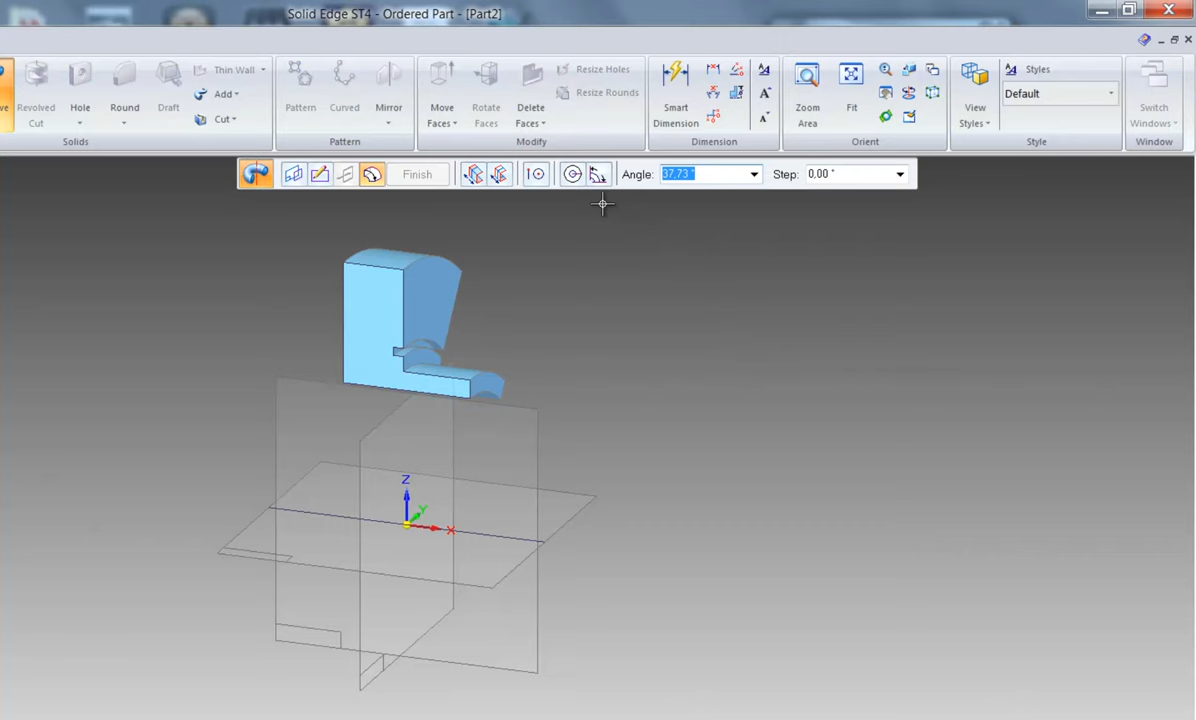 Solid Edge ST4 - Ordered Part - [Part2]
Revolved Cut
Hole
Round
Draft
Thin Wall
Add
Cut
Solids
Pattern
Curved
Mirror
Pattern
Move Faces
Rotate Faces
Delete Faces
Resize Holes
Resize Rounds
Modify
Smart Dimension
Dimension
Zoom Area
Fit
Orient
View Styles
Styles
Default
Style
Switch Windows
Window
Finish
Angle: 37,73 °
Step: 0,00 °
Z
Y
X